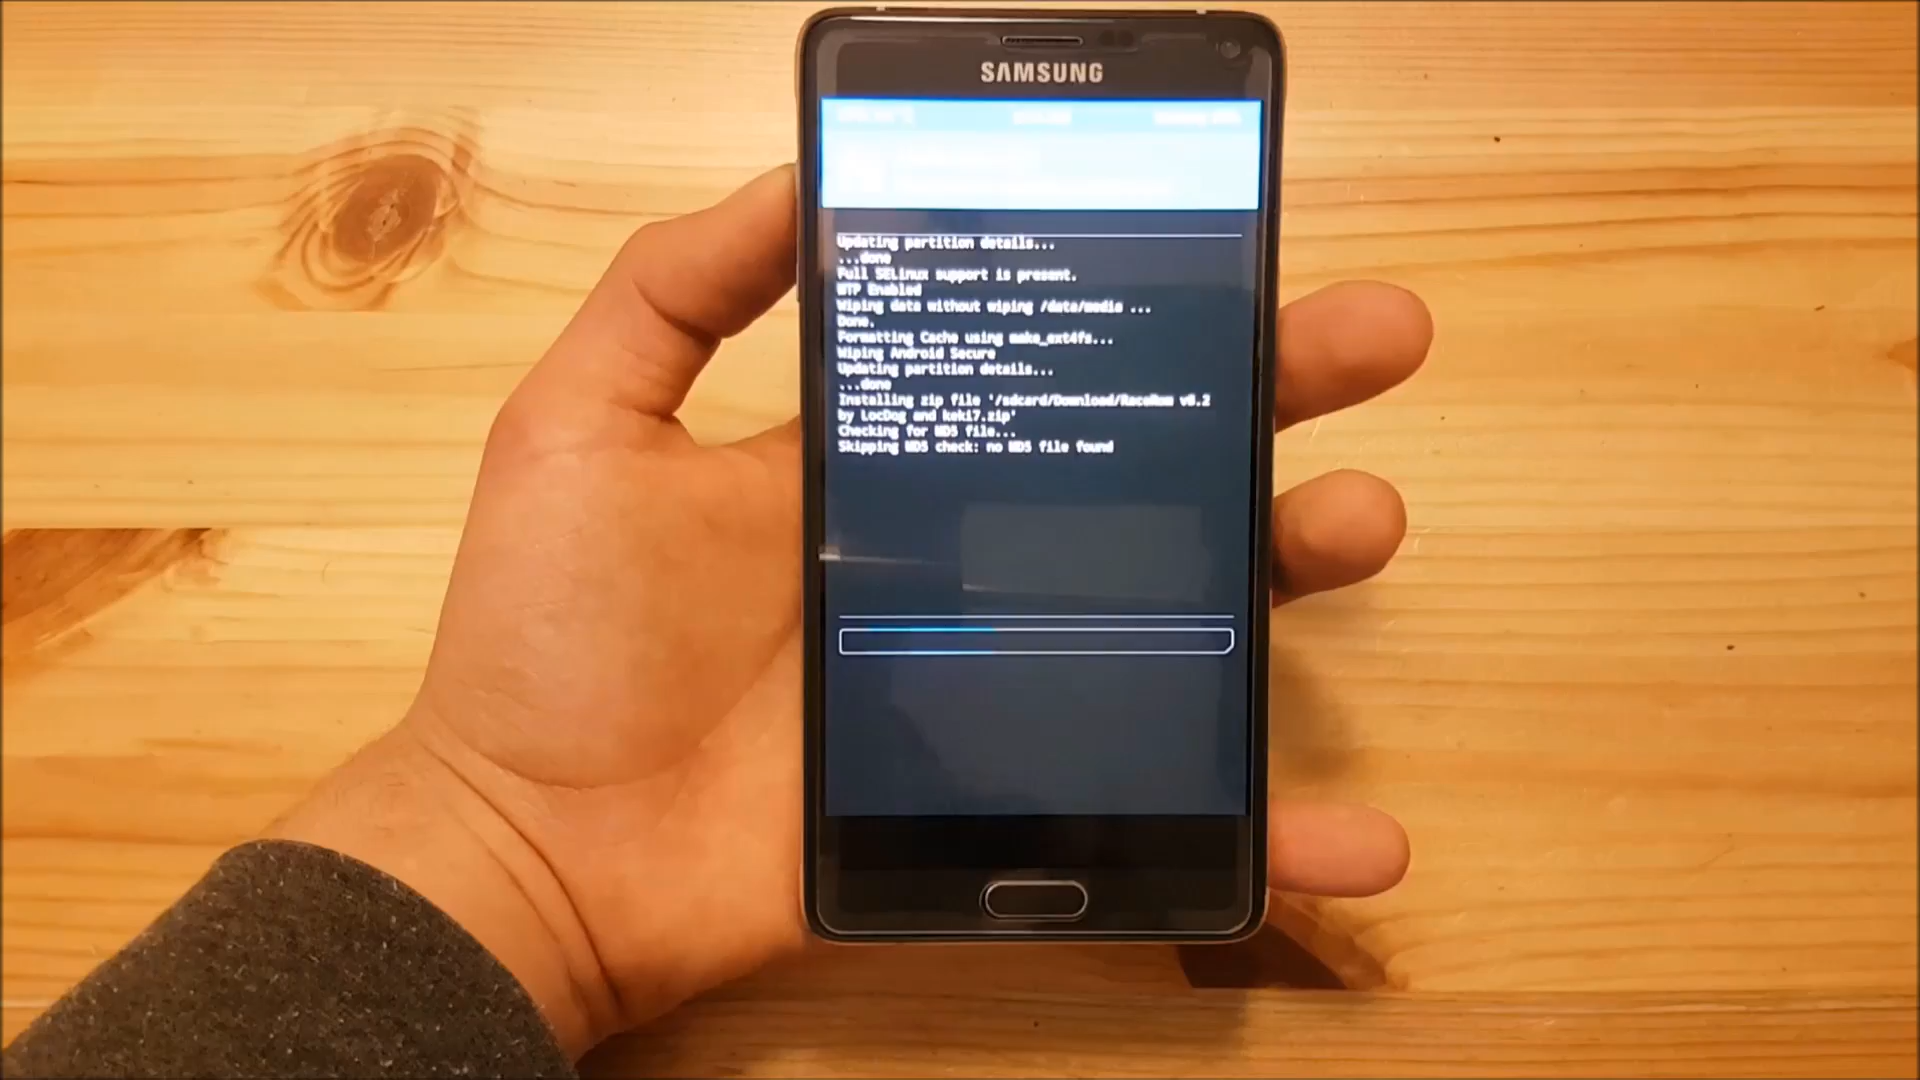 SAMSUNG
Updating partition details...
...done
Full SELinux support is present.
MTP Enabled
Wiping data without wiping /data/media ...
Done.
Formatting Cache using make_ext4fs...
Wiping Android Secure
Updating partition details...
...done
Installing zip file '/sdcard/Download/RaceRom v6.2
by LocDog and keki7.zip'
Checking for MD5 file...
Skipping MD5 check: no MD5 file found